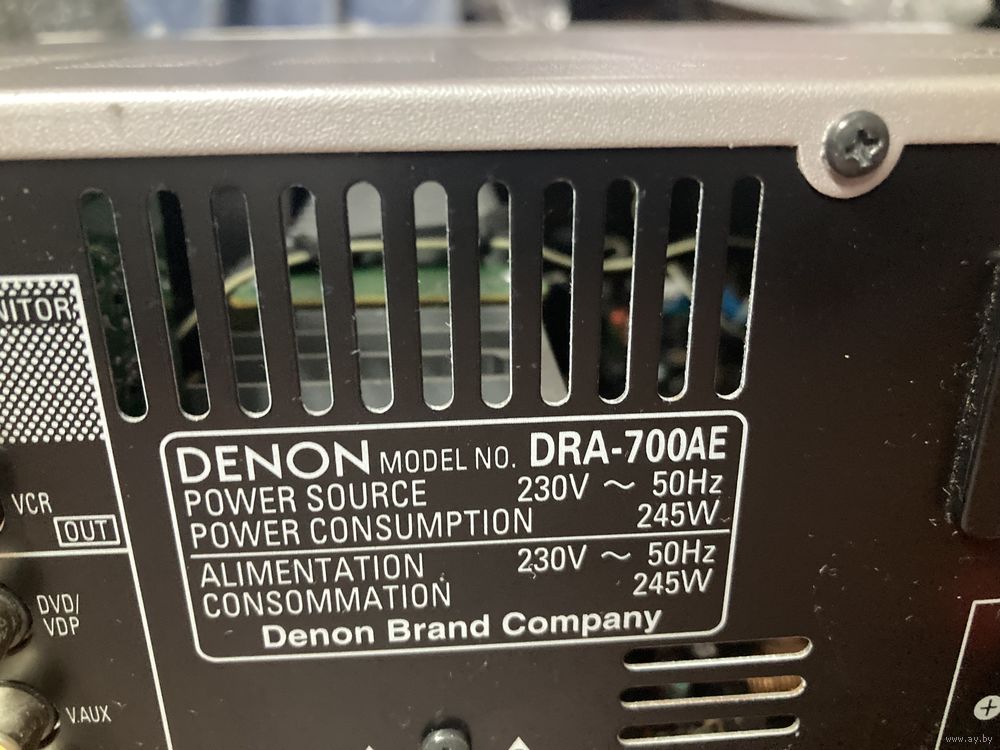 NITOR
VCR
OUT
DVD/
VDP
V.AUX
DENON MODEL NO. DRA-700AE
POWER SOURCE 230V ～ 50Hz
POWER CONSUMPTION 245W
ALIMENTATION 230V ～ 50Hz
CONSOMMATION 245W
Denon Brand Company
www.ay.by